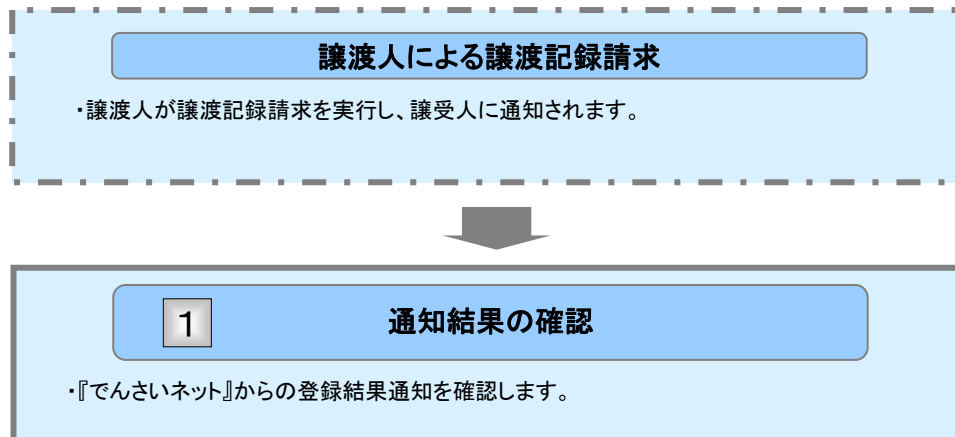 譲渡人による譲渡記録請求
・譲渡人が譲渡記録請求を実行し、譲受人に通知されます。
1 通知結果の確認
・『でんさいネット』からの登録結果通知を確認します。